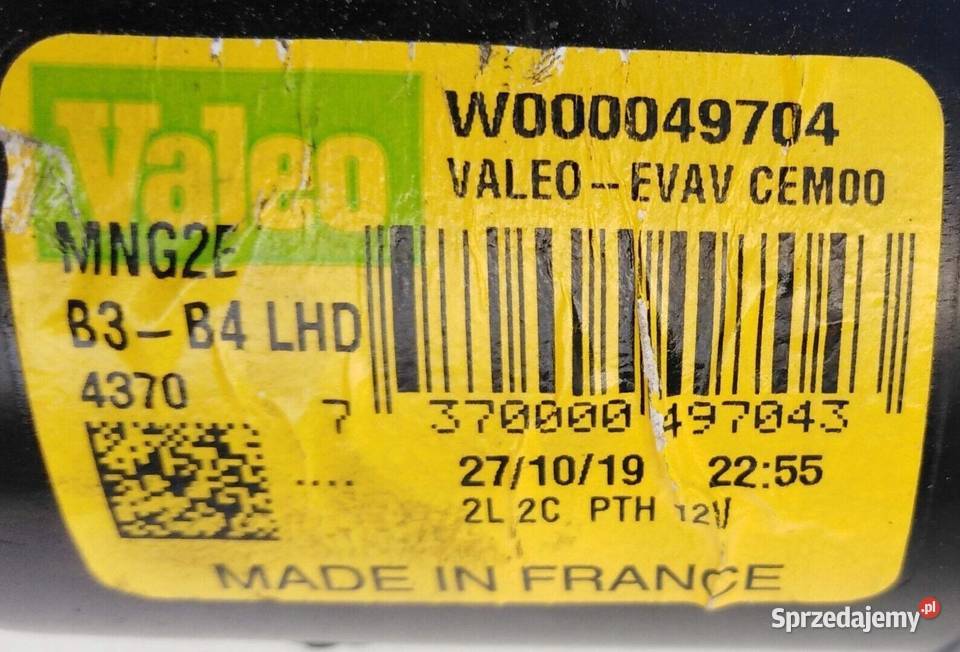 Valeo
W000049704
VALEO-EVAV CEM00
MNG2E
B3-B4 LHD
4370
7 370000 497043
.... 27/10/19 22:55
2L 2C PTH 12V
MADE IN FRANCE
Sprzedajemy.pl